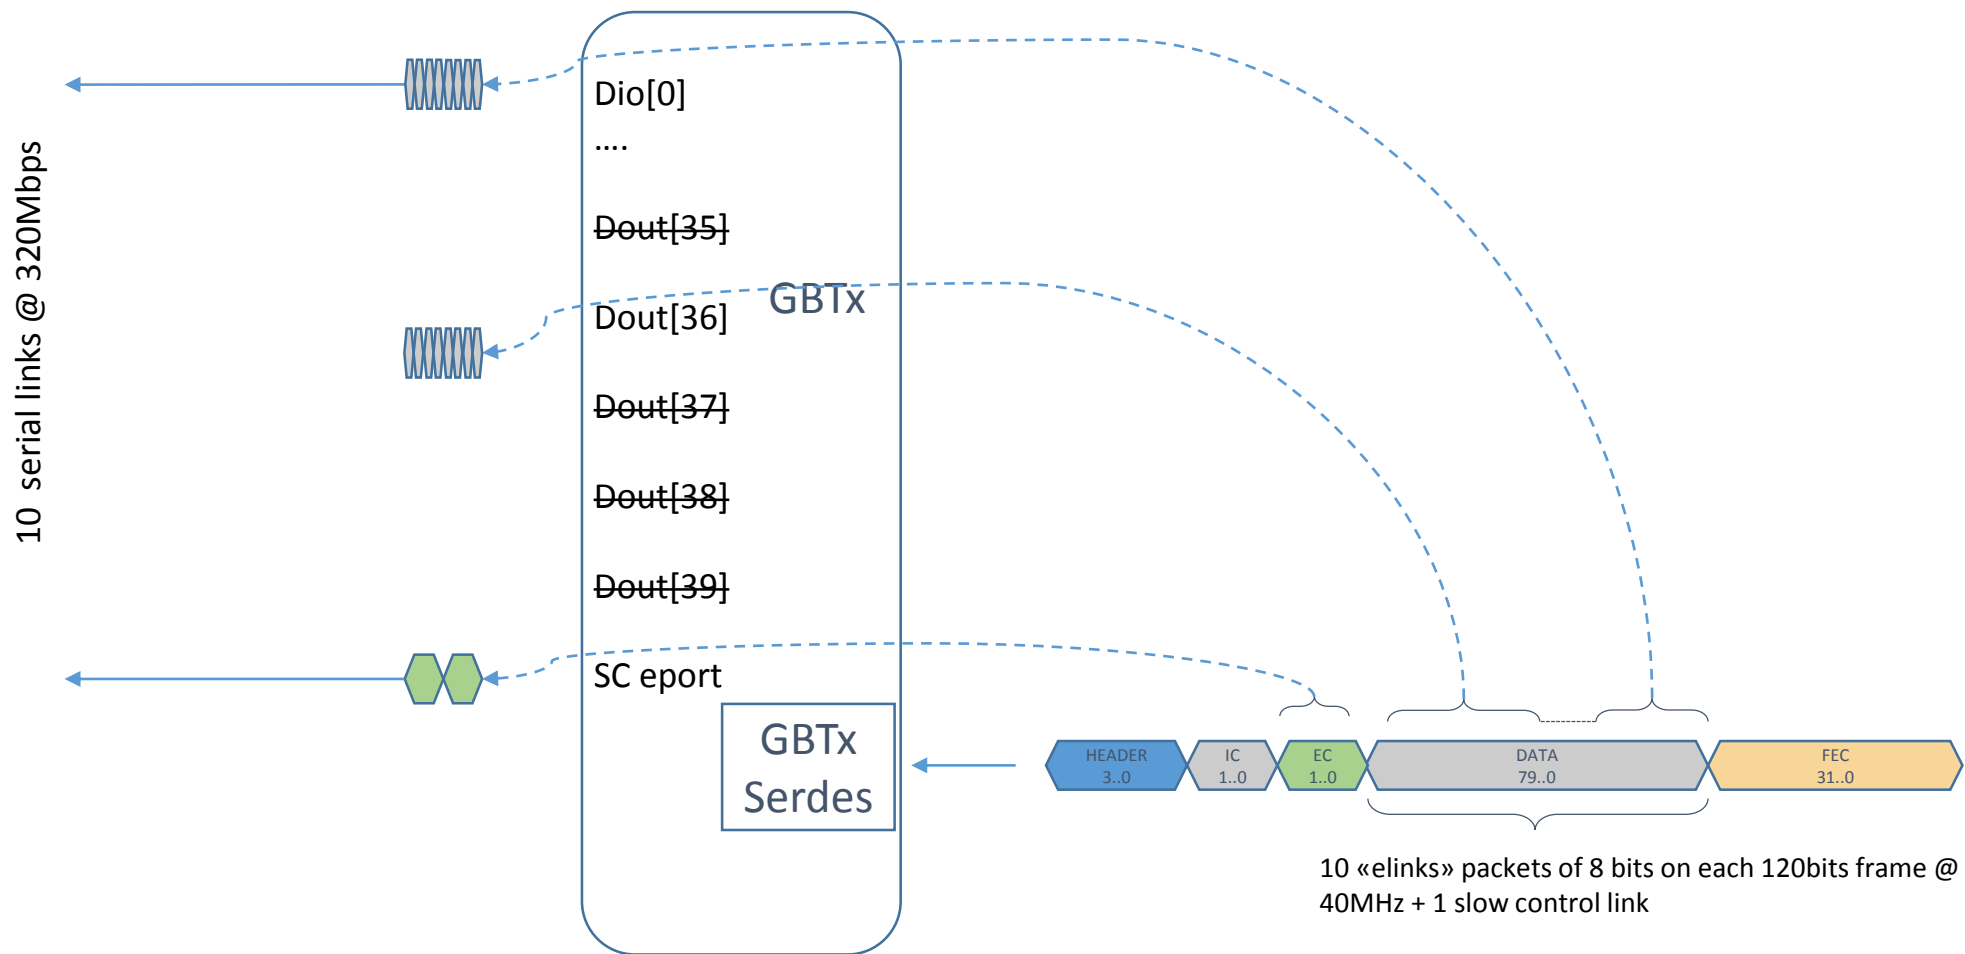 10 serial links @ 320Mbps
Dio[0]
....
Dout[35]
Dout[36]
GBTx
Dout[37]
Dout[38]
Dout[39]
SC eport
GBTx
Serdes
HEADER
3..0
IC
1..0
EC
1..0
DATA
79..0
FEC
31..0
10 «elinks» packets of 8 bits on each 120bits frame @
40MHz + 1 slow control link